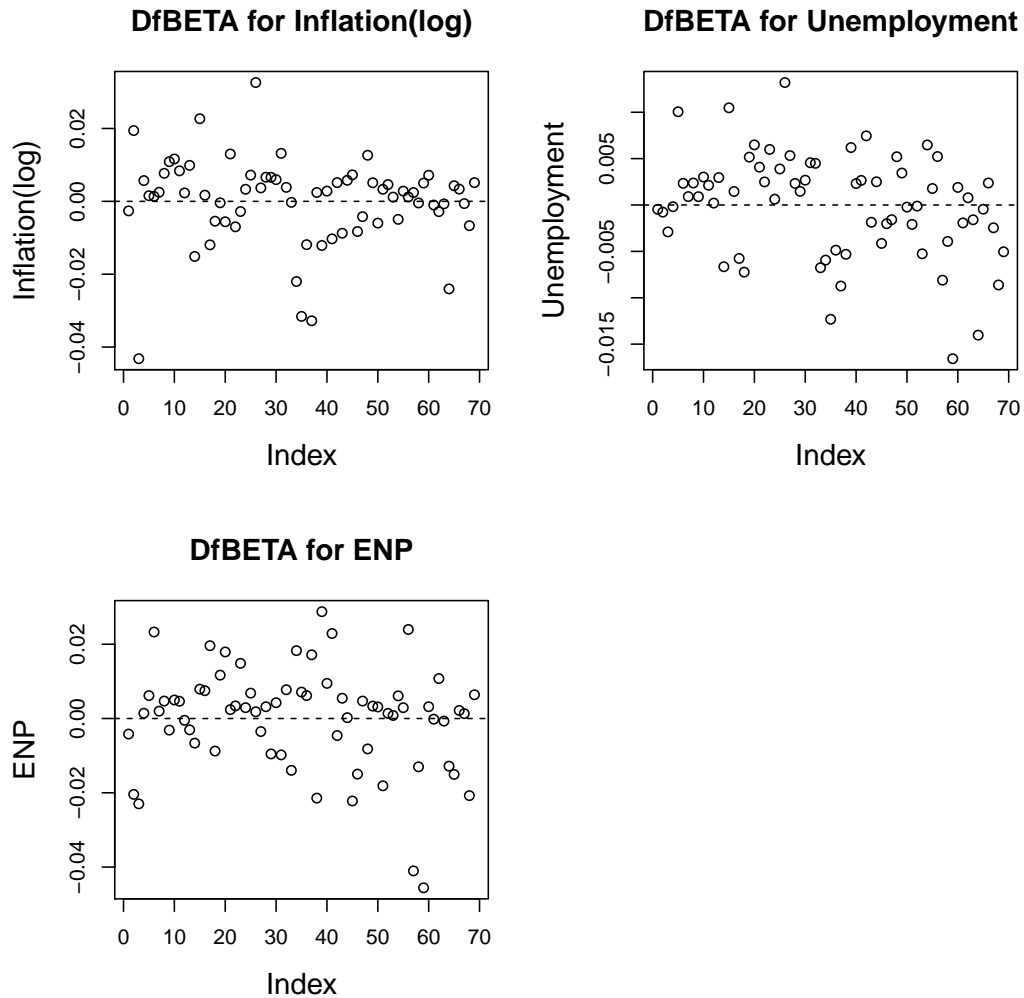 DfBETA for Inflation(log)
Inflation(log)
0.02
0.00
−0.02
−0.04
0 10 20 30 40 50 60 70
Index
DfBETA for Unemployment
Unemployment
0.005
−0.005
−0.015
0 10 20 30 40 50 60 70
Index
DfBETA for ENP
ENP
0.02
0.00
−0.02
−0.04
0 10 20 30 40 50 60 70
Index